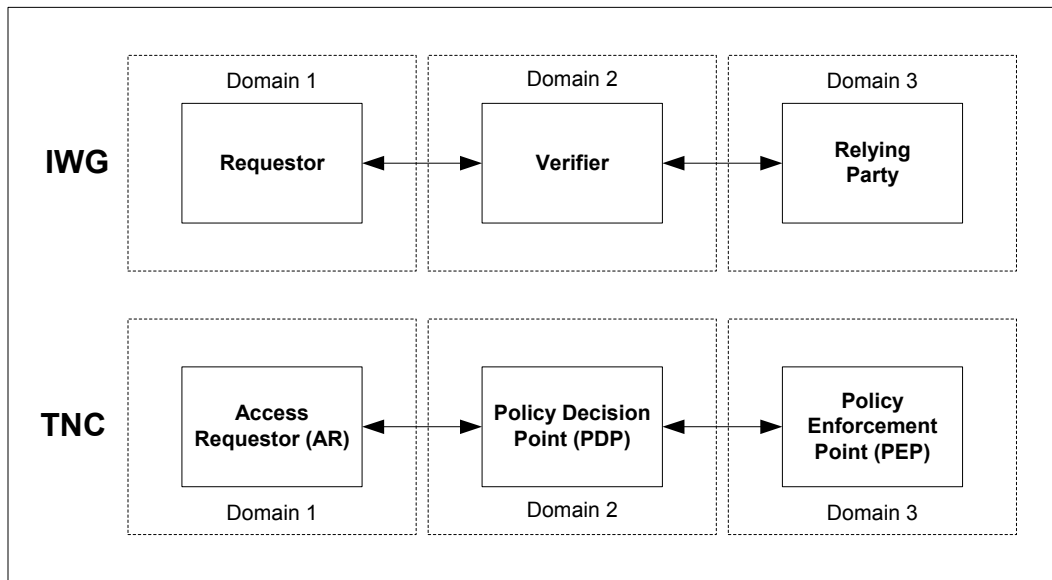 Domain 1
Domain 2
Domain 3
IWG
Requestor
Verifier
Relying
Party
TNC
Access
Requestor (AR)
Policy Decision
Point (PDP)
Policy
Enforcement
Point (PEP)
Domain 1
Domain 2
Domain 3